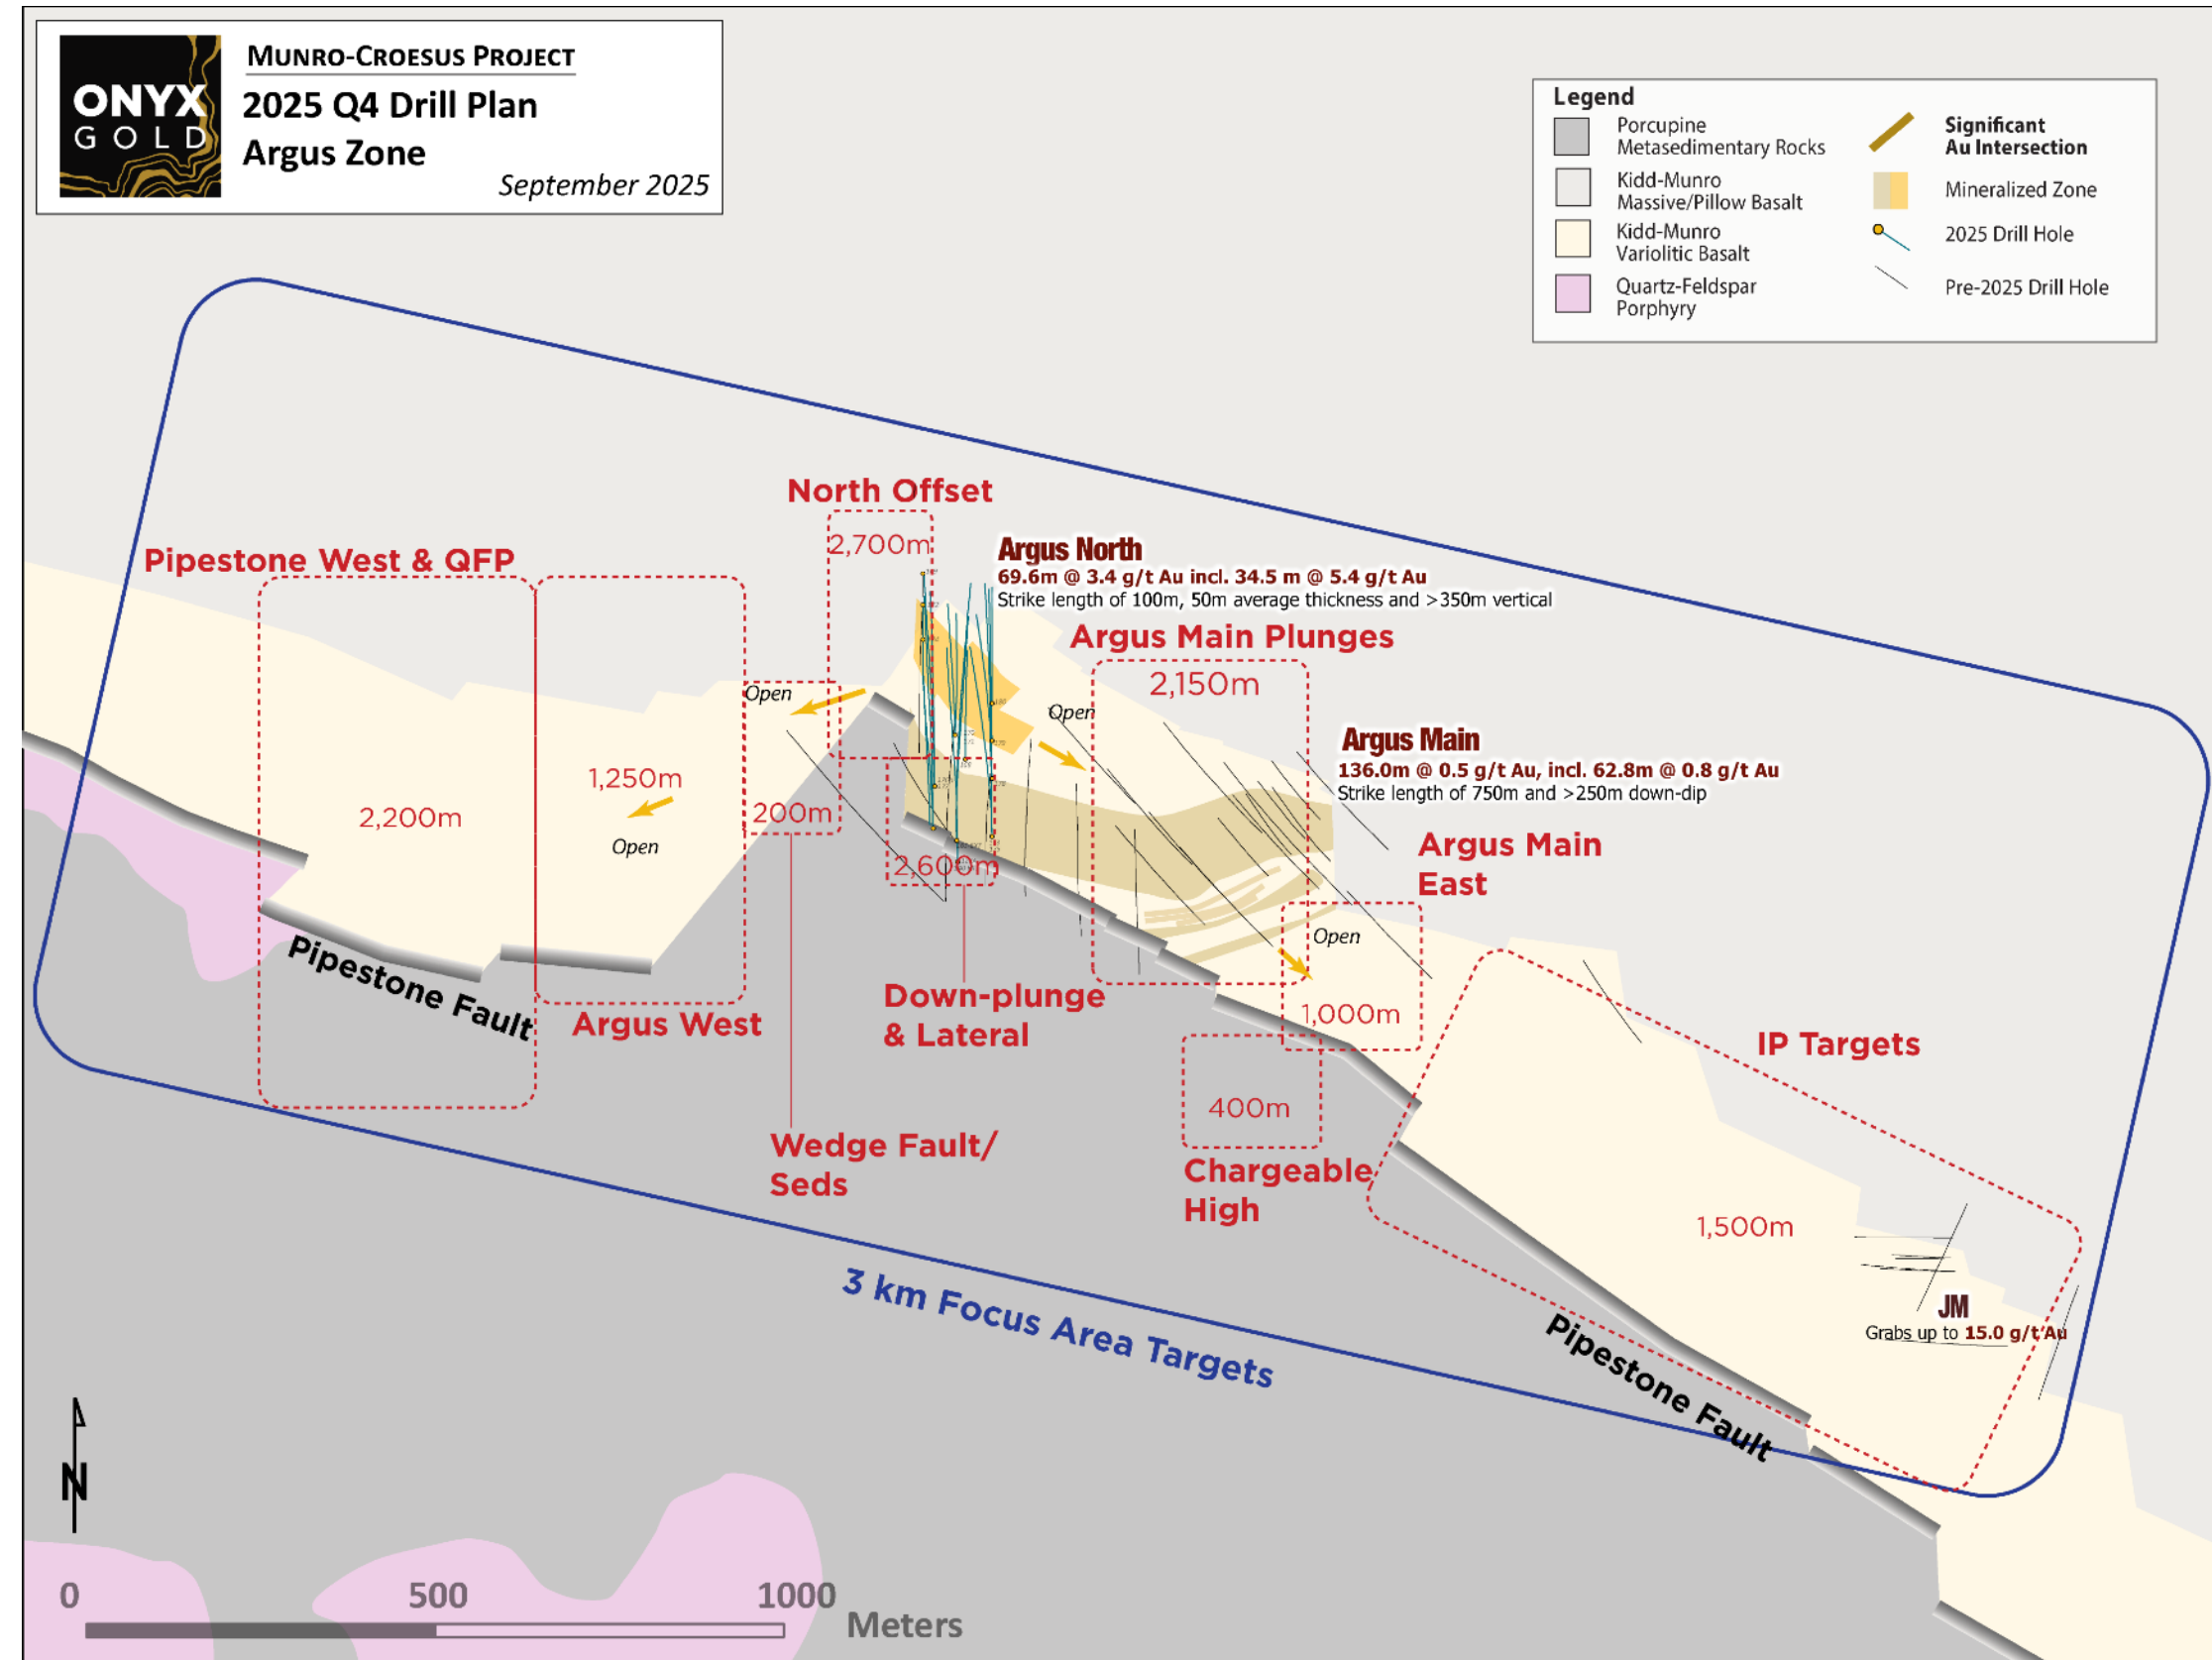 ONYX
GOLD
MUNRO-CROESUS PROJECT
2025 Q4 Drill Plan
Argus Zone
September 2025
Legend
Porcupine
Metasedimentary Rocks
Kidd-Munro
Massive/Pillow Basalt
Kidd-Munro
Variolitic Basalt
Quartz-Feldspar
Porphyry
Significant
Au Intersection
Mineralized Zone
2025 Drill Hole
Pre-2025 Drill Hole
North Offset
2,700m
Pipestone West & QFP
Argus North
69.6m @ 3.4 g/t Au incl. 34.5 m @ 5.4 g/t Au
Strike length of 100m, 50m average thickness and >350m vertical
Argus Main Plunges
2,150m
Open
Open
Argus Main
136.0m @ 0.5 g/t Au, incl. 62.8m @ 0.8 g/t Au
Strike length of 750m and >250m down-dip
1,250m
2,200m
200m
Open
2,600m
Argus Main
East
Open
1,000m
Pipestone Fault
Argus West
Down-plunge
& Lateral
IP Targets
400m
Wedge Fault/
Seds
Chargeable
High
1,500m
JM
Grabs up to 15.0 g/t Au
3 km Focus Area Targets
Pipestone Fault
N
0 500 1000
Meters